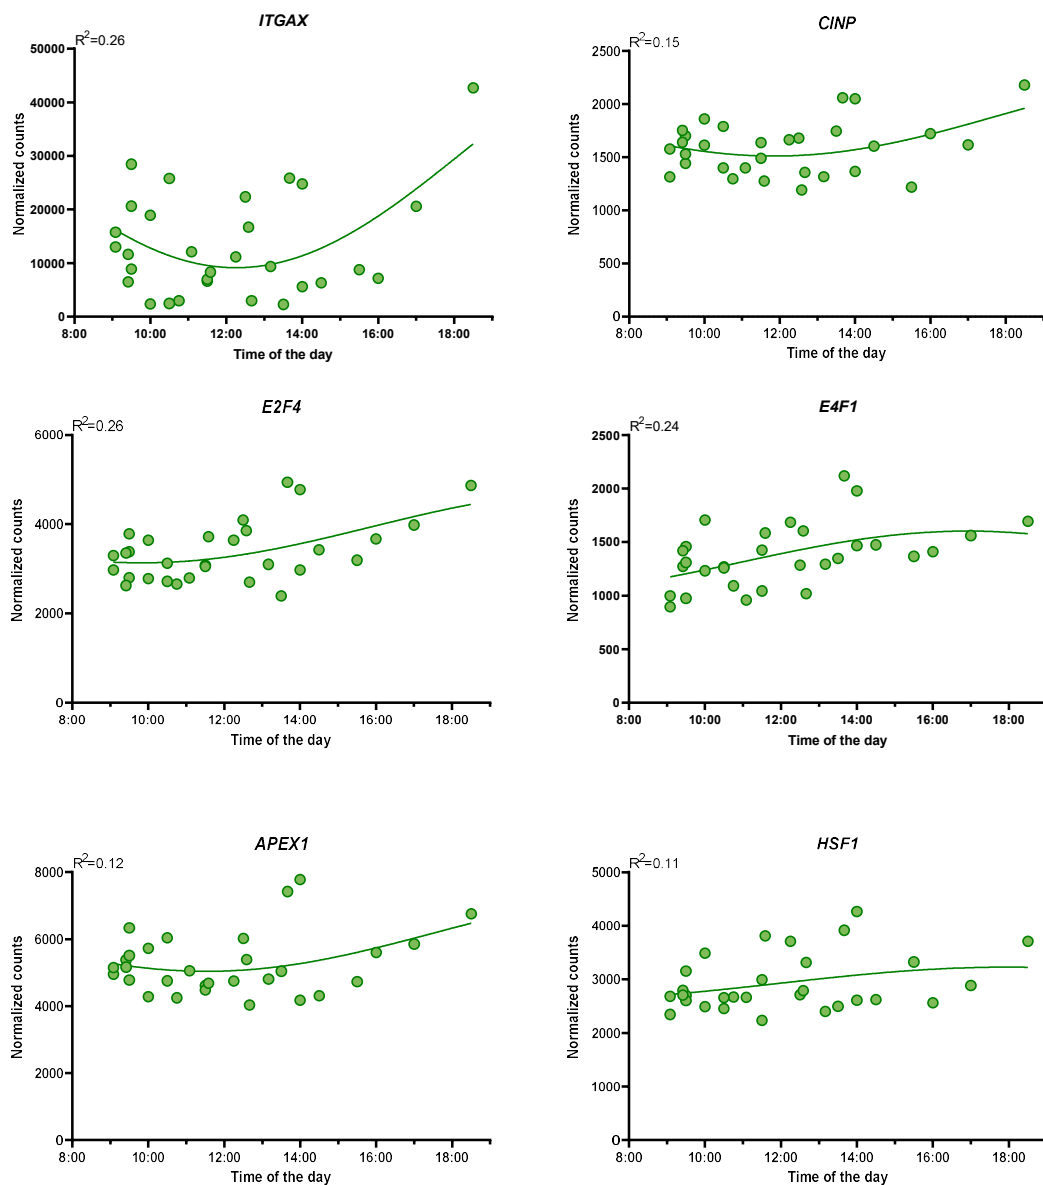 ITGAX
R2=0.26
50000
40000
30000
20000
10000
0
Normalized counts
8:00 10:00 12:00 14:00 16:00 18:00
Time of the day
CINP
R2=0.15
2500
2000
1500
1000
500
0
Normalized counts
8:00 10:00 12:00 14:00 16:00 18:00
Time of the day
E2F4
R2=0.26
6000
4000
2000
0
Normalized counts
8:00 10:00 12:00 14:00 16:00 18:00
Time of the day
E4F1
R2=0.24
2500
2000
1500
1000
500
0
Normalized counts
8:00 10:00 12:00 14:00 16:00 18:00
Time of the day
APEX1
R2=0.12
8000
6000
4000
2000
0
Normalized counts
8:00 10:00 12:00 14:00 16:00 18:00
Time of the day
HSF1
R2=0.11
5000
4000
3000
2000
1000
0
Normalized counts
8:00 10:00 12:00 14:00 16:00 18:00
Time of the day